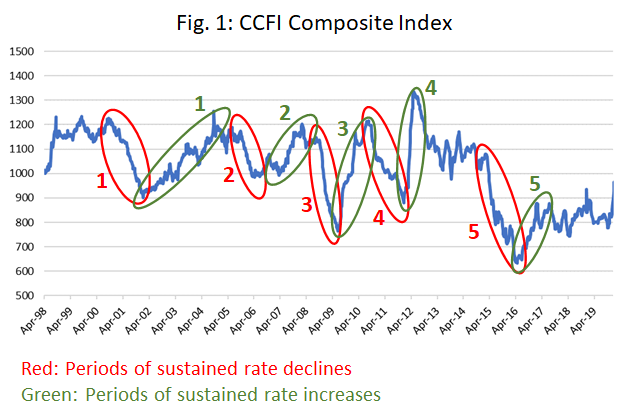 Fig. 1: CCFI Composite Index
1500
1400
1300
1200
1100
1000
900
800
700
600
500
1
1
2
2
3
3
4
4
5
5
Apr-98
Apr-99
Apr-00
Apr-01
Apr-02
Apr-03
Apr-04
Apr-05
Apr-06
Apr-07
Apr-08
Apr-09
Apr-10
Apr-11
Apr-12
Apr-13
Apr-14
Apr-15
Apr-16
Apr-17
Apr-18
Apr-19
Red: Periods of sustained rate declines
Green: Periods of sustained rate increases